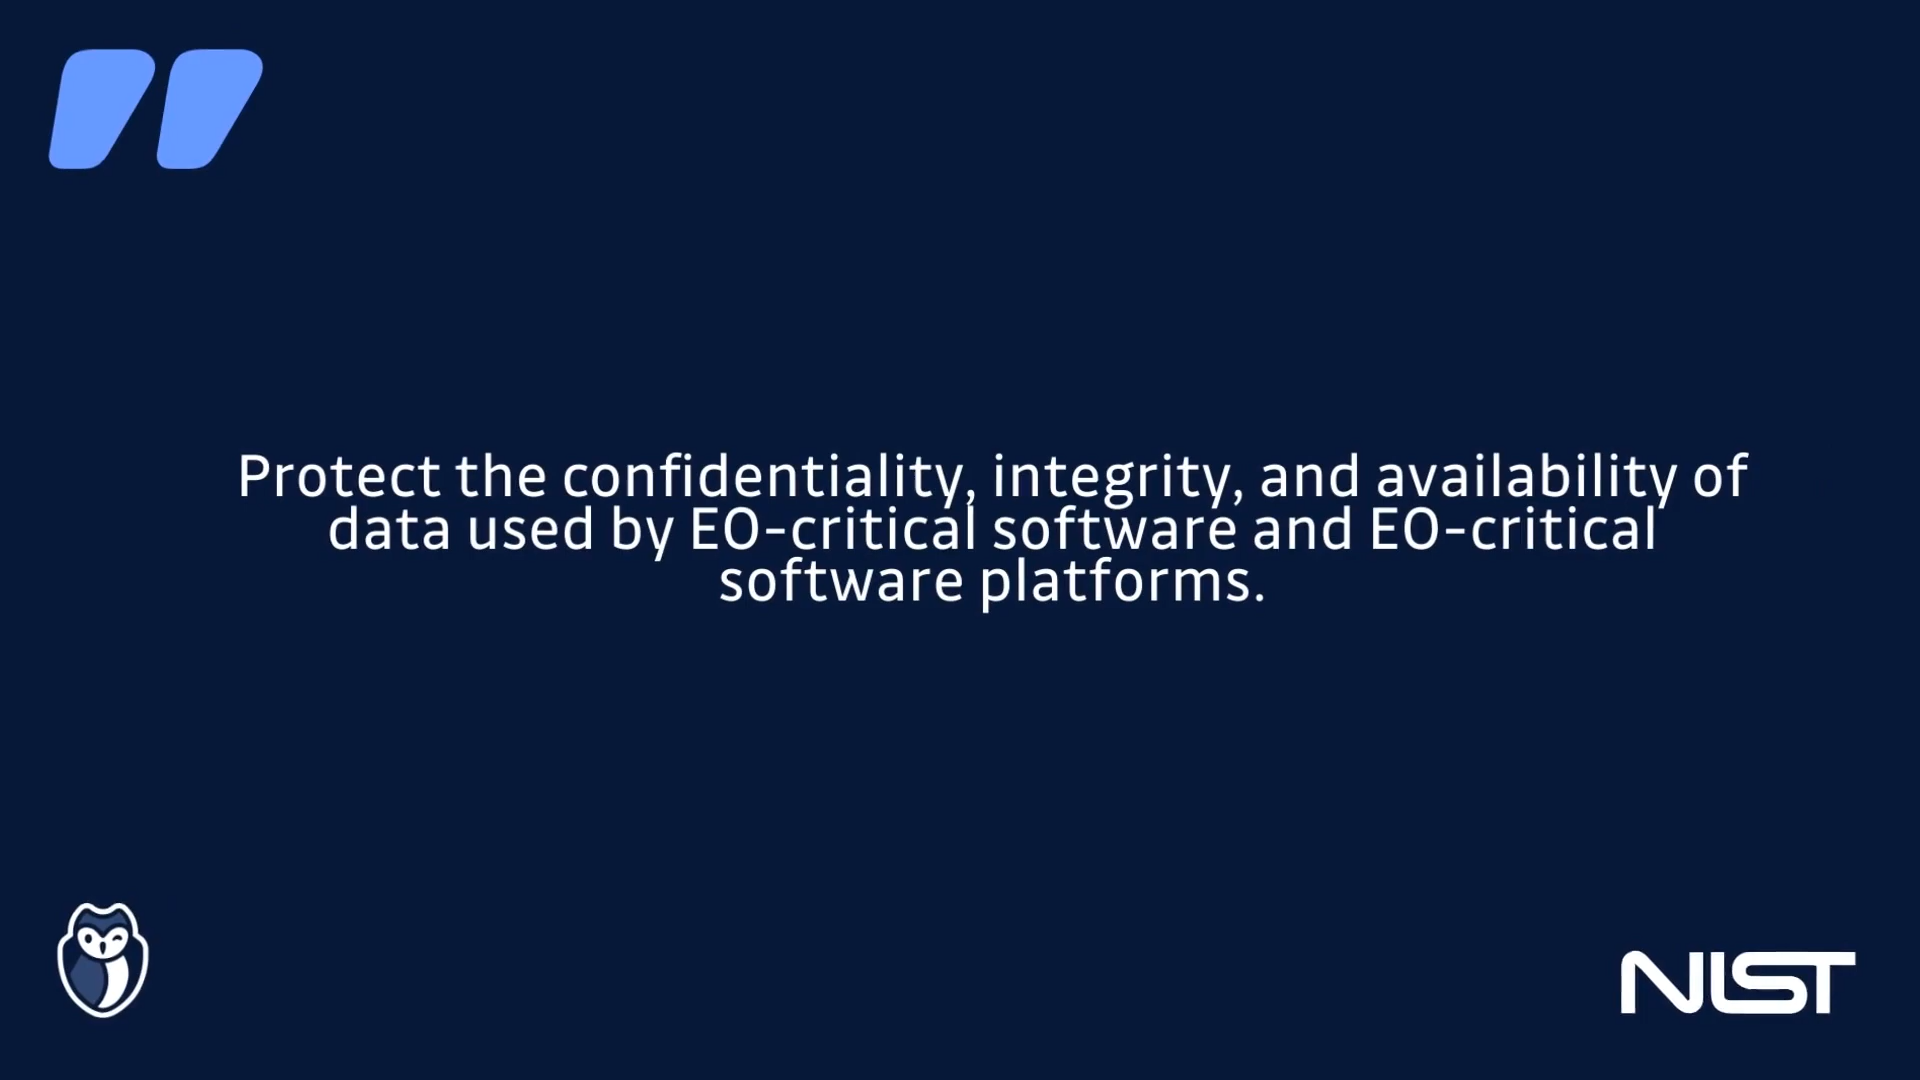 Protect the confidentiality, integrity, and availability of
data used by EO-critical software and EO-critical
software platforms.
NIST